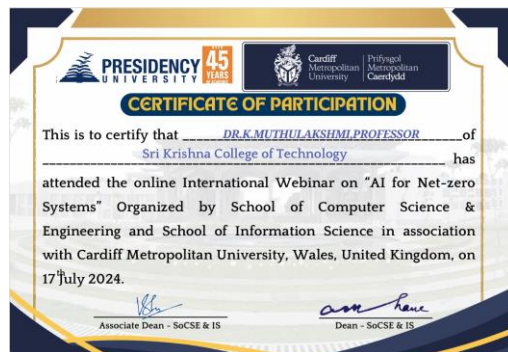 PRESIDENCY
UNIVERSITY
45
YEARS
Cardiff
Metropolitan
University
Prifysgol
Metropolitan
Caerdydd
CERTIFICATE OF PARTICIPATION
This is to certify that DR.K.MUTHULAKSHMI,PROFESSOR of
Sri Krishna College of Technology has
attended the online International Webinar on "AI for Net-zero
Systems" Organized by School of Computer Science &
Engineering and School of Information Science in association
with Cardiff Metropolitan University, Wales, United Kingdom, on
17th July 2024.
Associate Dean - SoCSE & IS
Dean - SoCSE & IS